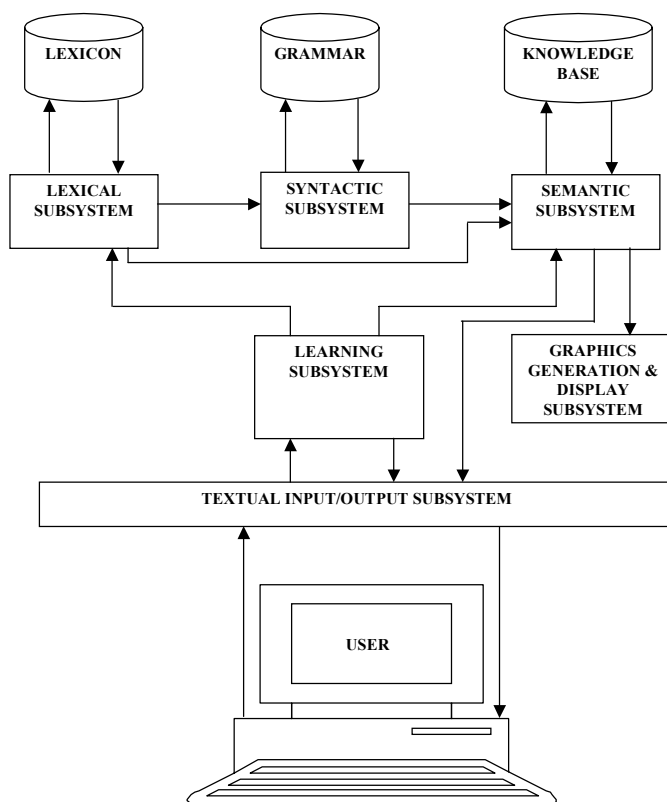 LEXICON
GRAMMAR
KNOWLEDGE
BASE
LEXICAL
SUBSYSTEM
SYNTACTIC
SUBSYSTEM
SEMANTIC
SUBSYSTEM
LEARNING
SUBSYSTEM
GRAPHICS
GENERATION &
DISPLAY
SUBSYSTEM
TEXTUAL INPUT/OUTPUT SUBSYSTEM
USER